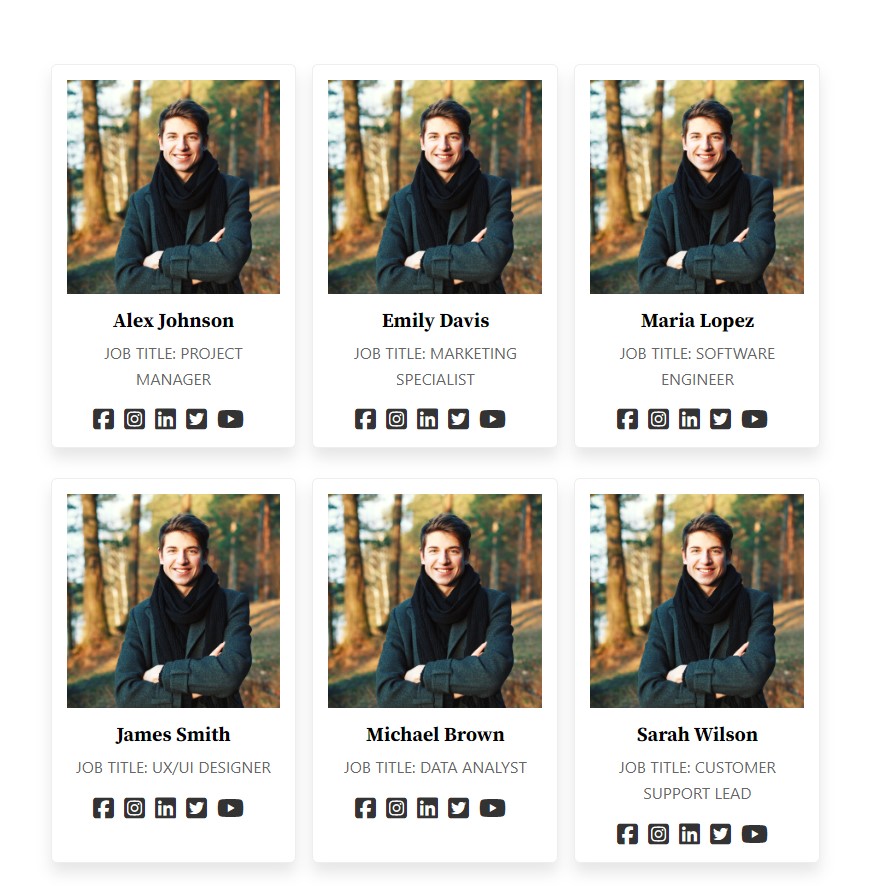 Alex Johnson
JOB TITLE: PROJECT
MANAGER
Emily Davis
JOB TITLE: MARKETING
SPECIALIST
Maria Lopez
JOB TITLE: SOFTWARE
ENGINEER
James Smith
JOB TITLE: UX/UI DESIGNER
Michael Brown
JOB TITLE: DATA ANALYST
Sarah Wilson
JOB TITLE: CUSTOMER
SUPPORT LEAD